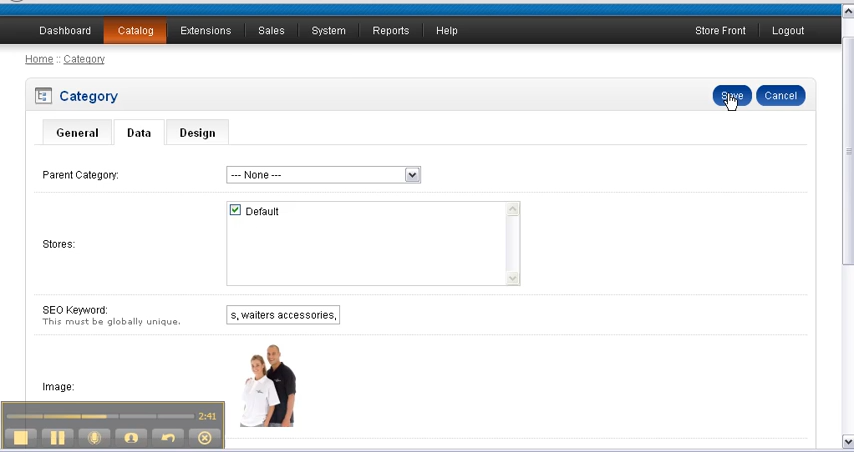 Dashboard Catalog Extensions Sales System Reports Help Store Front Logout
Home :: Category
Category Save Cancel
General Data Design
Parent Category: --- None ---
Default
Stores:
SEO Keyword: s, waiters accessories,
This must be globally unique.
Image:
2:41